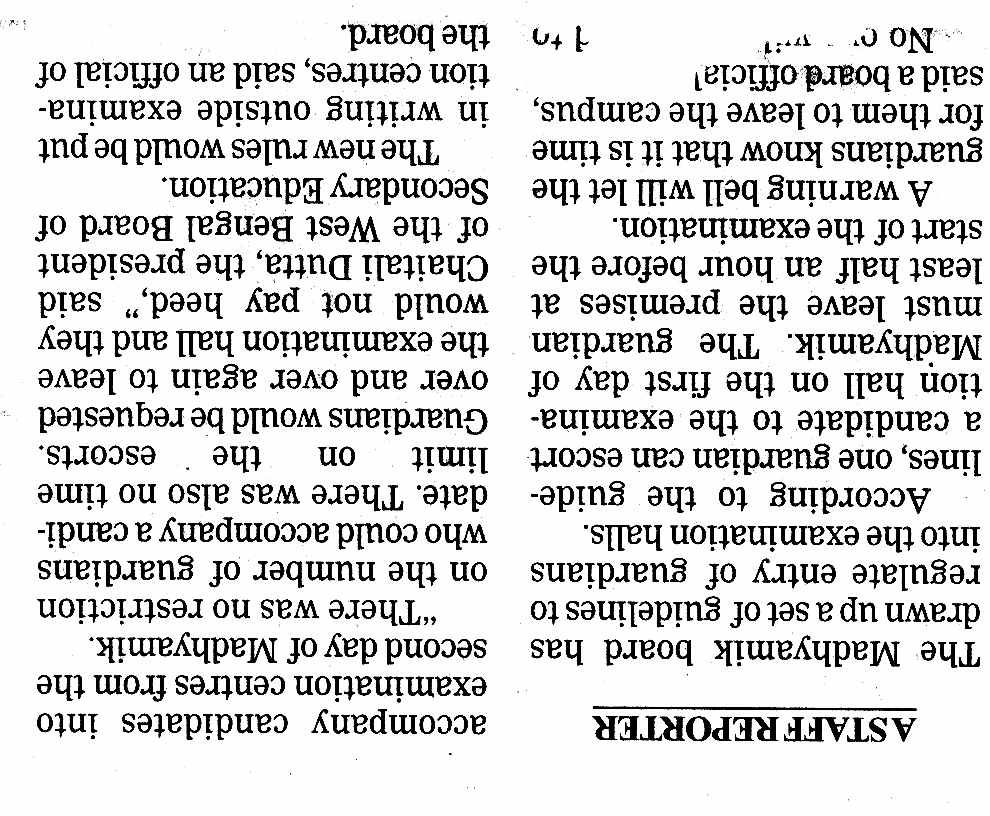 A STAFF REPORTER
The Madhyamik board has
drawn up a set of guidelines to
regulate entry of guardians
into the examination halls.
According to the guide-
lines, one guardian can escort
a candidate to the examina-
tion hall on the first day of
Madhyamik. The guardian
must leave the premises at
least half an hour before the
start of the examination.
A warning bell will let the
guardians know that it is time
for them to leave the campus,
said a board official
No
accompany candidates into
examination centres from the
second day of Madhyamik.
"There was no restriction
on the number of guardians
who could accompany a candi-
date. There was also no time
limit on the escorts.
Guardians would be requested
over and over again to leave
the examination hall and they
would not pay heed," said
Chaitali Dutta, the president
of the West Bengal Board of
Secondary Education.
The new rules would be put
in writing outside examina-
tion centres, said an official of
the board.